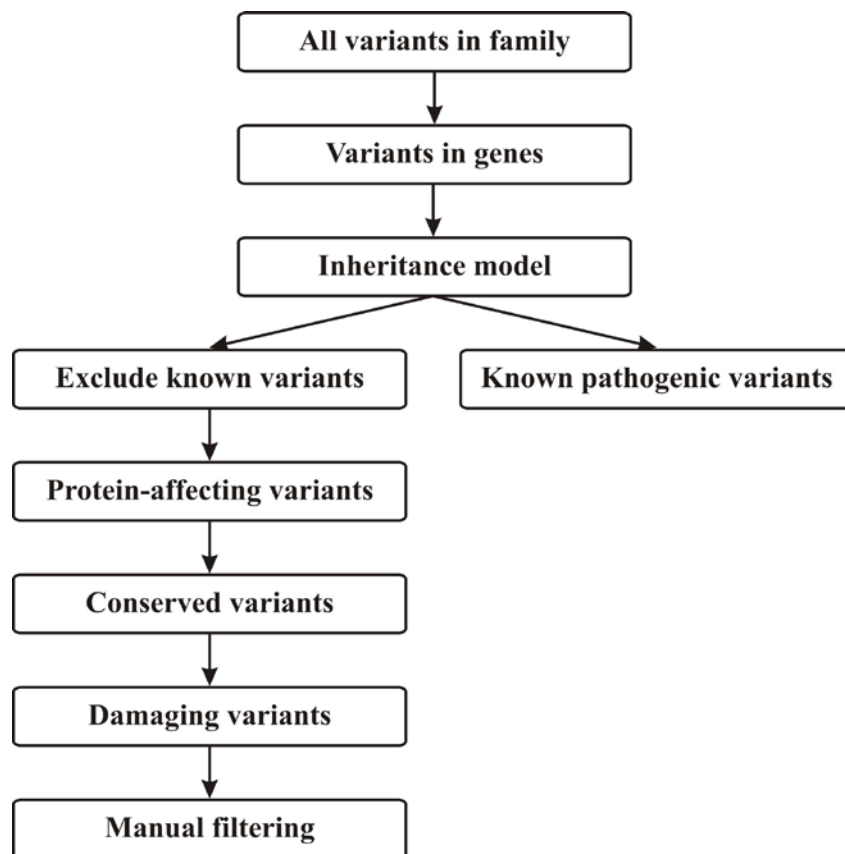 All variants in family
Variants in genes
Inheritance model
Exclude known variants
Known pathogenic variants
Protein-affecting variants
Conserved variants
Damaging variants
Manual filtering